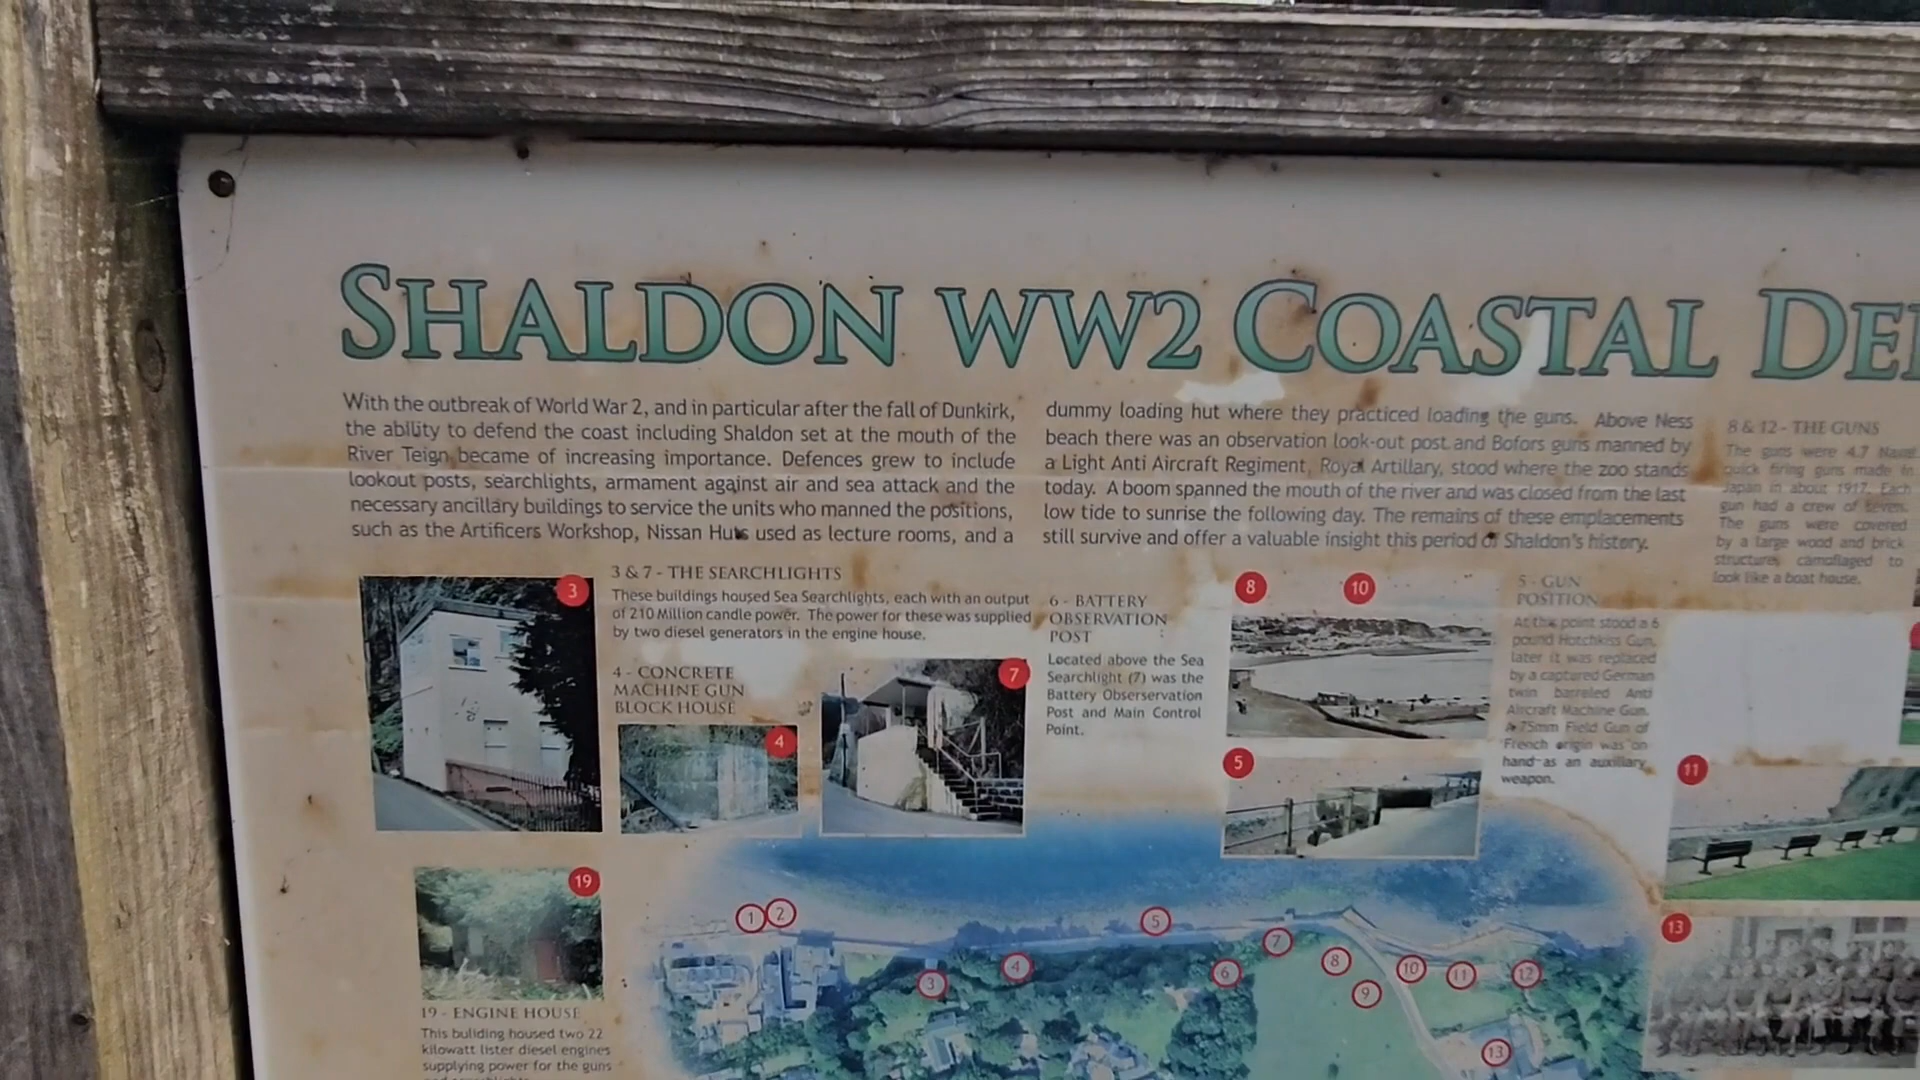 SHALDON WW2 COASTAL DE
With the outbreak of World War 2, and in particular after the fall of Dunkirk,
the ability to defend the coast including Shaldon set at the mouth of the
River Teign became of increasing importance. Defences grew to include
lookout posts, searchlights, armament against air and sea attack and the
necessary ancillary buildings to service the units who manned the positions,
such as the Artificers Workshop, Nissan Huts used as lecture rooms, and a
dummy loading hut where they practiced loading the guns. Above Ness
beach there was an observation look-out post and Bofors guns manned by
a Light Anti Aircraft Regiment, Royal Artillery, stood where the zoo stands
today. A boom spanned the mouth of the river and was closed from the last
low tide to sunrise the following day. The remains of these emplacements
still survive and offer a valuable insight this period of Shaldon's history.
8 & 12 - THE GUNS
The guns were 4.7 Naval
quick firing guns made in
Japan in about 1917. Each
gun had a crew of seven.
The guns were covered
by a large wood and brick
structures camoflaged to
look like a boat house.
3
3 & 7 - THE SEARCHLIGHTS
These buildings housed Sea Searchlights, each with an output
of 210 Million candle power. The power for these was supplied
by two diesel generators in the engine house.
4 - CONCRETE
MACHINE GUN
BLOCK HOUSE
4
7
6 - BATTERY
OBSERVATION
POST
Located above the Sea
Searchlight (7) was the
Battery Obserservation
Post and Main Control
Point.
8
10
5
5 - GUN
POSITION
At this point stood a 6
pound Hotchkiss Gun,
later it was replaced
by a captured German
twin barreled Anti
Aircraft Machine Gun.
A 75mm Field Gun of
French origin was on
hand as an auxiliary
weapon.
11
13
19
19 - ENGINE HOUSE
This buliding housed two 22
kilowatt lister diesel engines
supplying power for the guns
1
2
3
4
5
6
7
8
9
10
11
12
13